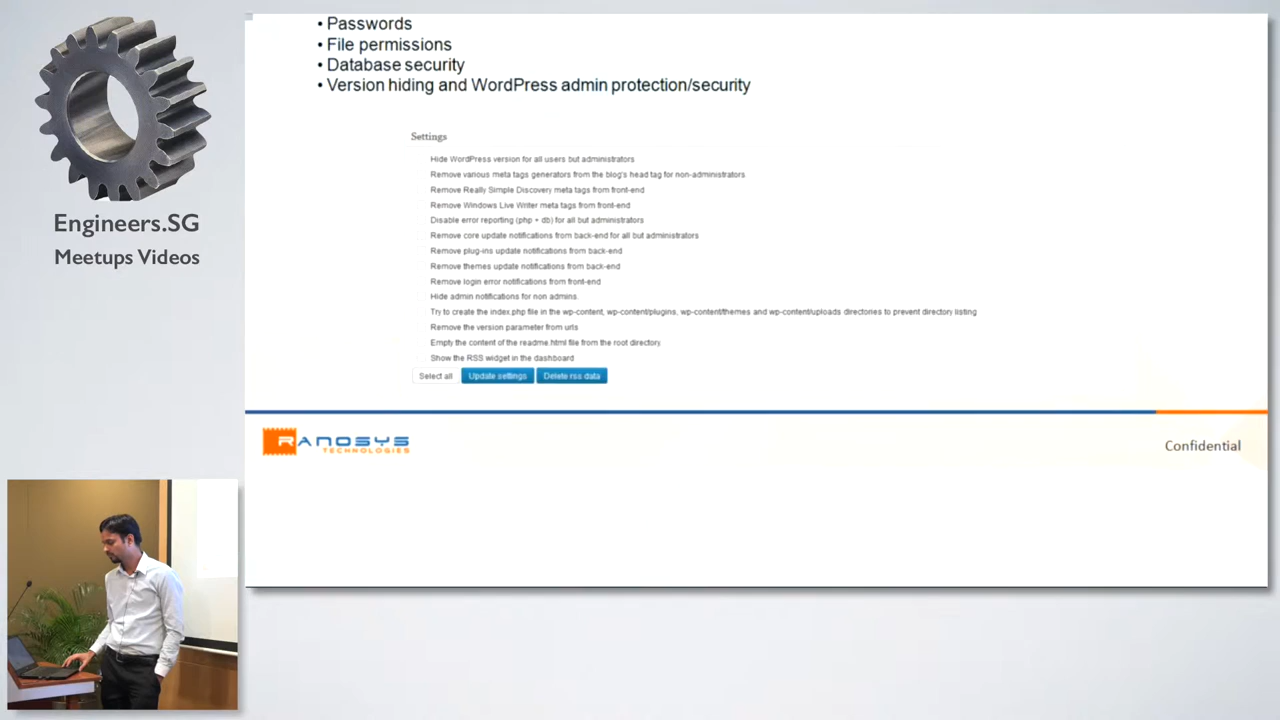 • Passwords
• File permissions
• Database security
• Version hiding and WordPress admin protection/security
Settings
Hide WordPress version for all users but administrators
Remove various meta tags generators from the blog's head tag for non-administrators
Remove Really Simple Discovery meta tags from front-end
Remove Windows Live Writer meta tags from front-end
Disable error reporting (php + db) for all but administrators
Remove core update notifications from back-end for all but administrators
Remove plug-ins update notifications from back-end
Remove themes update notifications from back-end
Remove login error notifications from front-end
Hide admin notifications for non admins.
Try to create the index.php file in the wp-content, wp-content/plugins, wp-content/themes and wp-content/uploads directories to prevent directory listing
Remove the version parameter from urls
Empty the content of the readme.html file from the root directory.
Show the RSS widget in the dashboard
Select all Update settings Delete rss data
RANOSYS
TECHNOLOGIES
Confidential
Engineers.SG
Meetups Videos